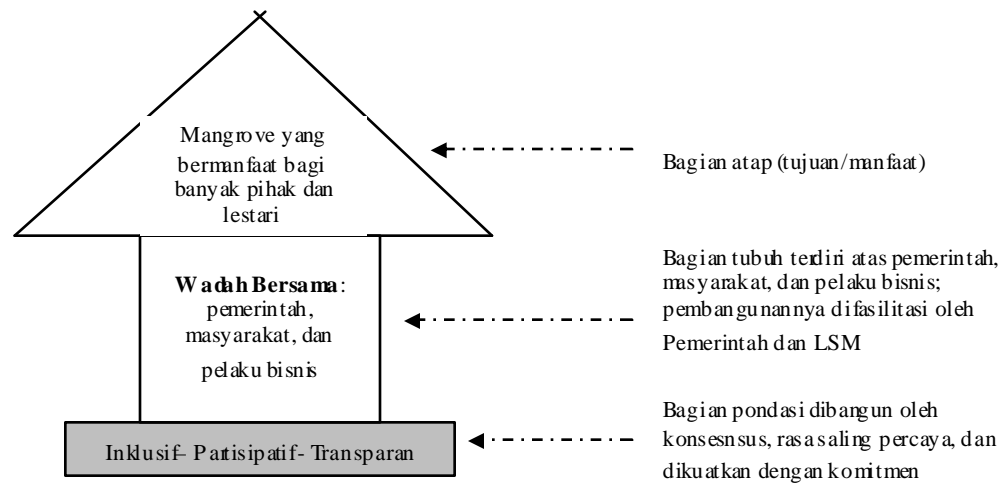 Mangrove yang
bermanfaat bagi
banyak pihak dan
lestari
Bagian atap (tujuan/manfaat)
Wadah Bersama:
pemerintah,
masyarakat, dan
pelaku bisnis
Bagian tubuh terdiri atas pemerintah,
masyarakat, dan pelaku bisnis;
pembangunannya difasilitasi oleh
Pemerintah dan LSM
Inklusif– Partisipatif- Transparan
Bagian pondasi dibangun oleh
konsesnsus, rasa saling percaya, dan
dikuatkan dengan komitmen